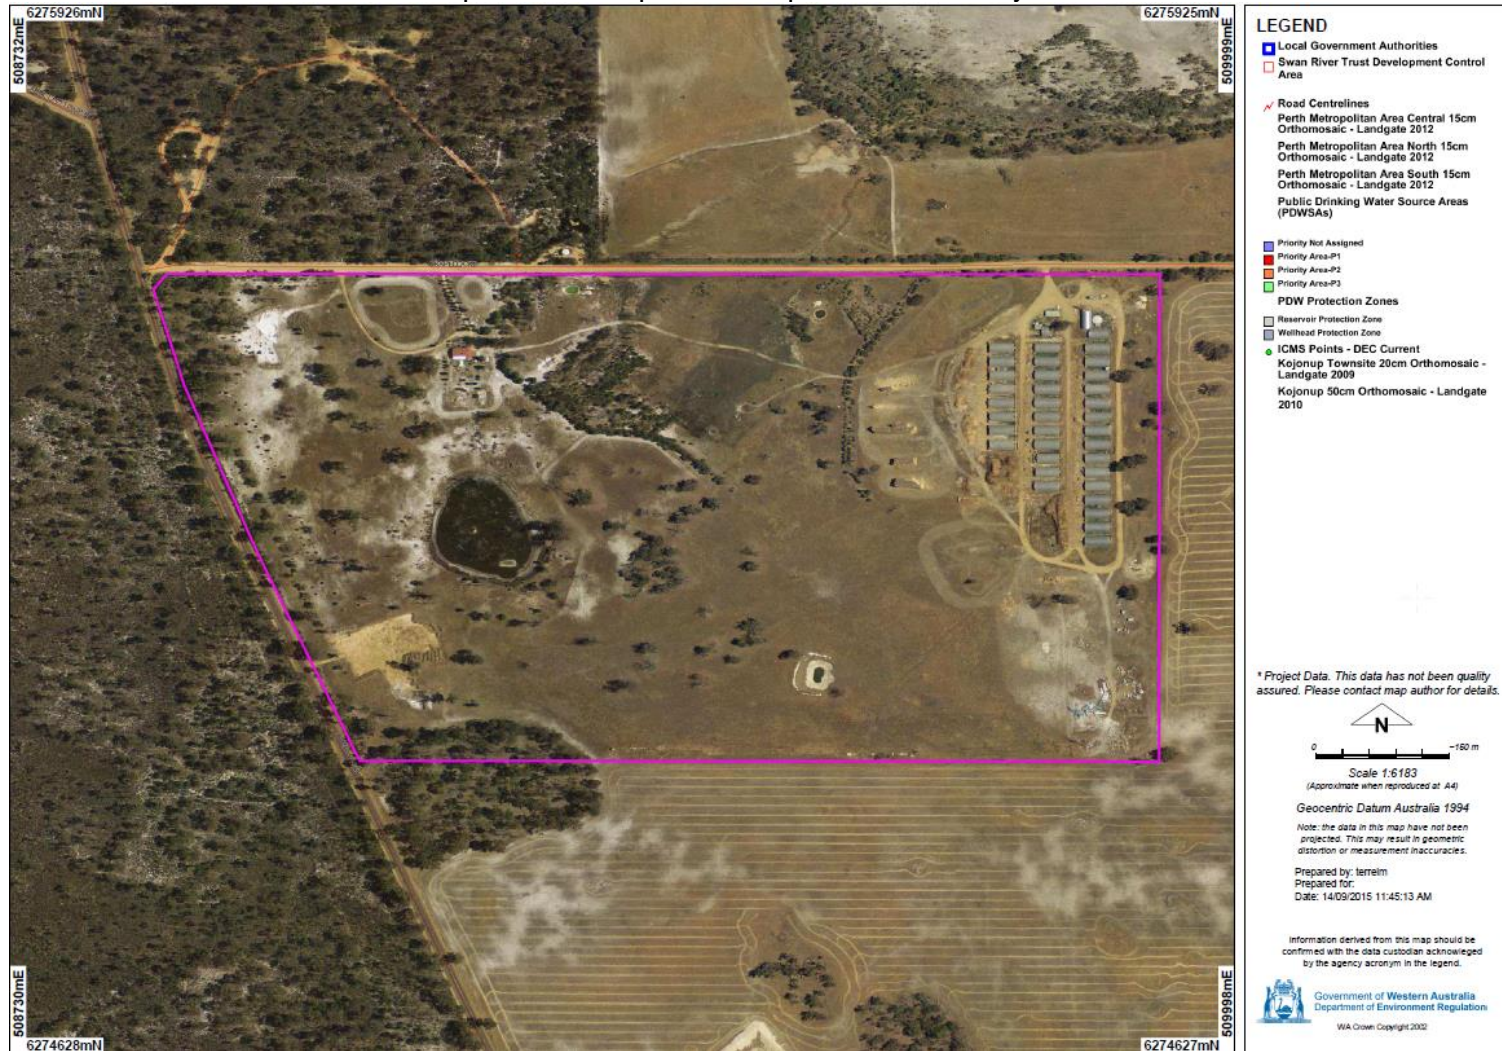 6275926mN
6275925mN
508732mE
509999mE
508730mE
509998mE
6274628mN
6274627mN
LEGEND
Local Government Authorities
Swan River Trust Development Control
Area
Road Centrelines
Perth Metropolitan Area Central 15cm
Orthomosaic - Landgate 2012
Perth Metropolitan Area North 15cm
Orthomosaic - Landgate 2012
Perth Metropolitan Area South 15cm
Orthomosaic - Landgate 2012
Public Drinking Water Source Areas
(PDWSAs)
Priority Not Assigned
Priority Area-P1
Priority Area-P2
Priority Area-P3
PDW Protection Zones
Reservoir Protection Zone
Wellhead Protection Zone
ICMS Points - DEC Current
Kojonup Townsite 20cm Orthomosaic -
Landgate 2009
Kojonup 50cm Orthomosaic - Landgate
2010
* Project Data. This data has not been quality
assured. Please contact map author for details.
N
0 ~160 m
Scale 1:6183
(Approximate when reproduced at A4)
Geocentric Datum Australia 1994
Note: the data in this map have not been
projected. This may result in geometric
distortion or measurement inaccuracies.
Prepared by: terrelm
Prepared for:
Date: 14/09/2015 11:45:13 AM
Information derived from this map should be
confirmed with the data custodian acknowleged
by the agency acronym in the legend.
Government of Western Australia
Department of Environment Regulation
WA Crown Copyright 2002